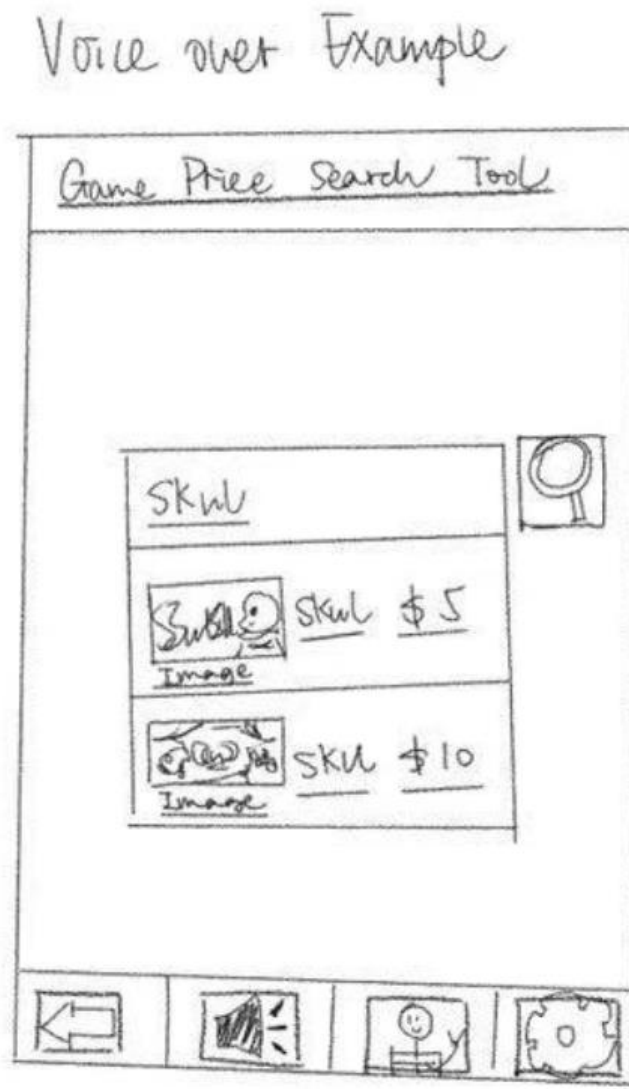 Voice over Example
Game Price Search Tool
Skul
Skul $5
Image
Skul $10
Image